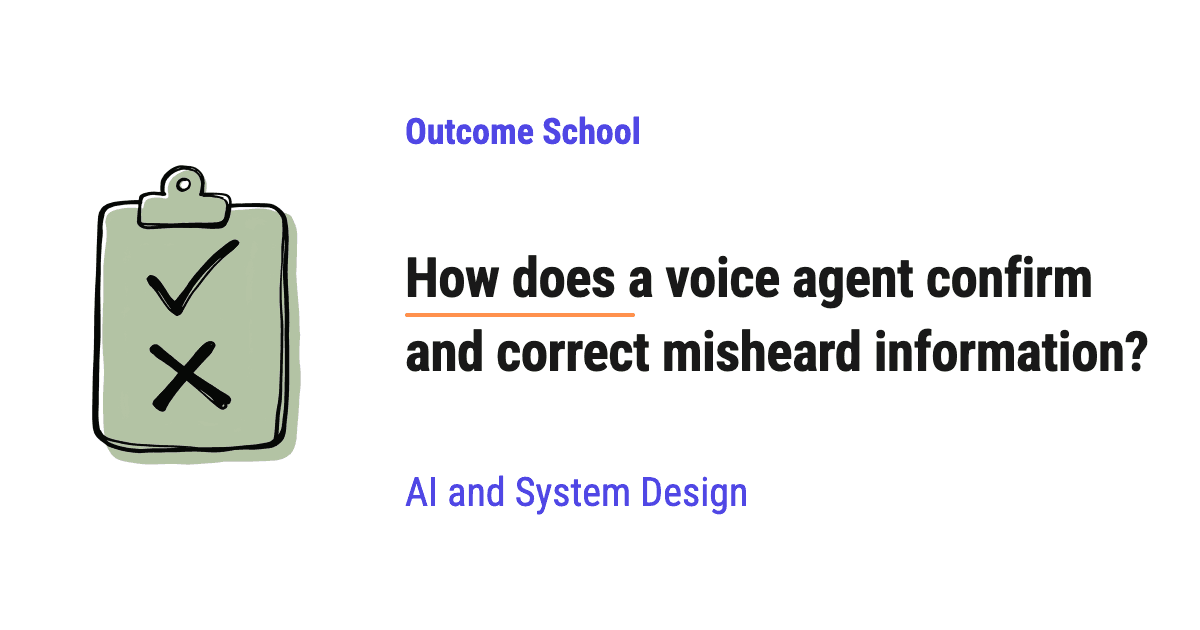 Outcome School
How does a voice agent confirm
and correct misheard information?
AI and System Design